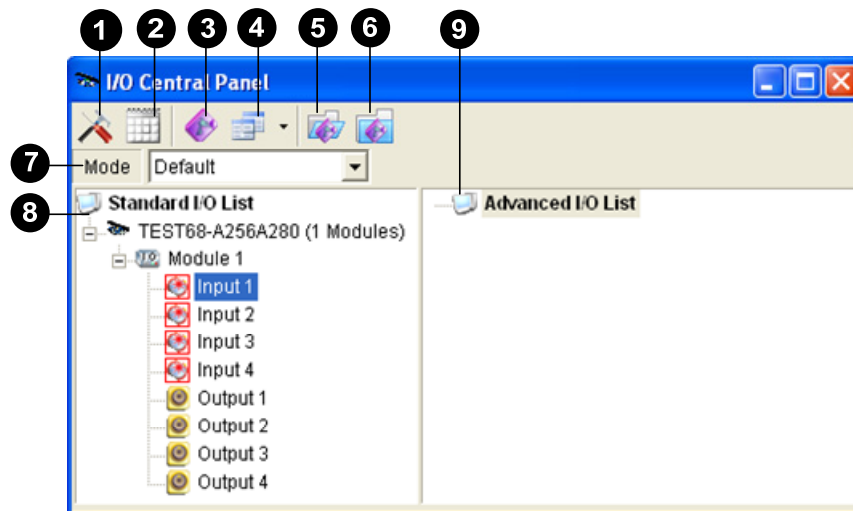 1 2 3 4 5 6 9
I/O Central Panel
7 Mode Default
8 Standard I/O List
Advanced I/O List
TEST68-A256A280 (1 Modules)
Module 1
Input 1
Input 2
Input 3
Input 4
Output 1
Output 2
Output 3
Output 4